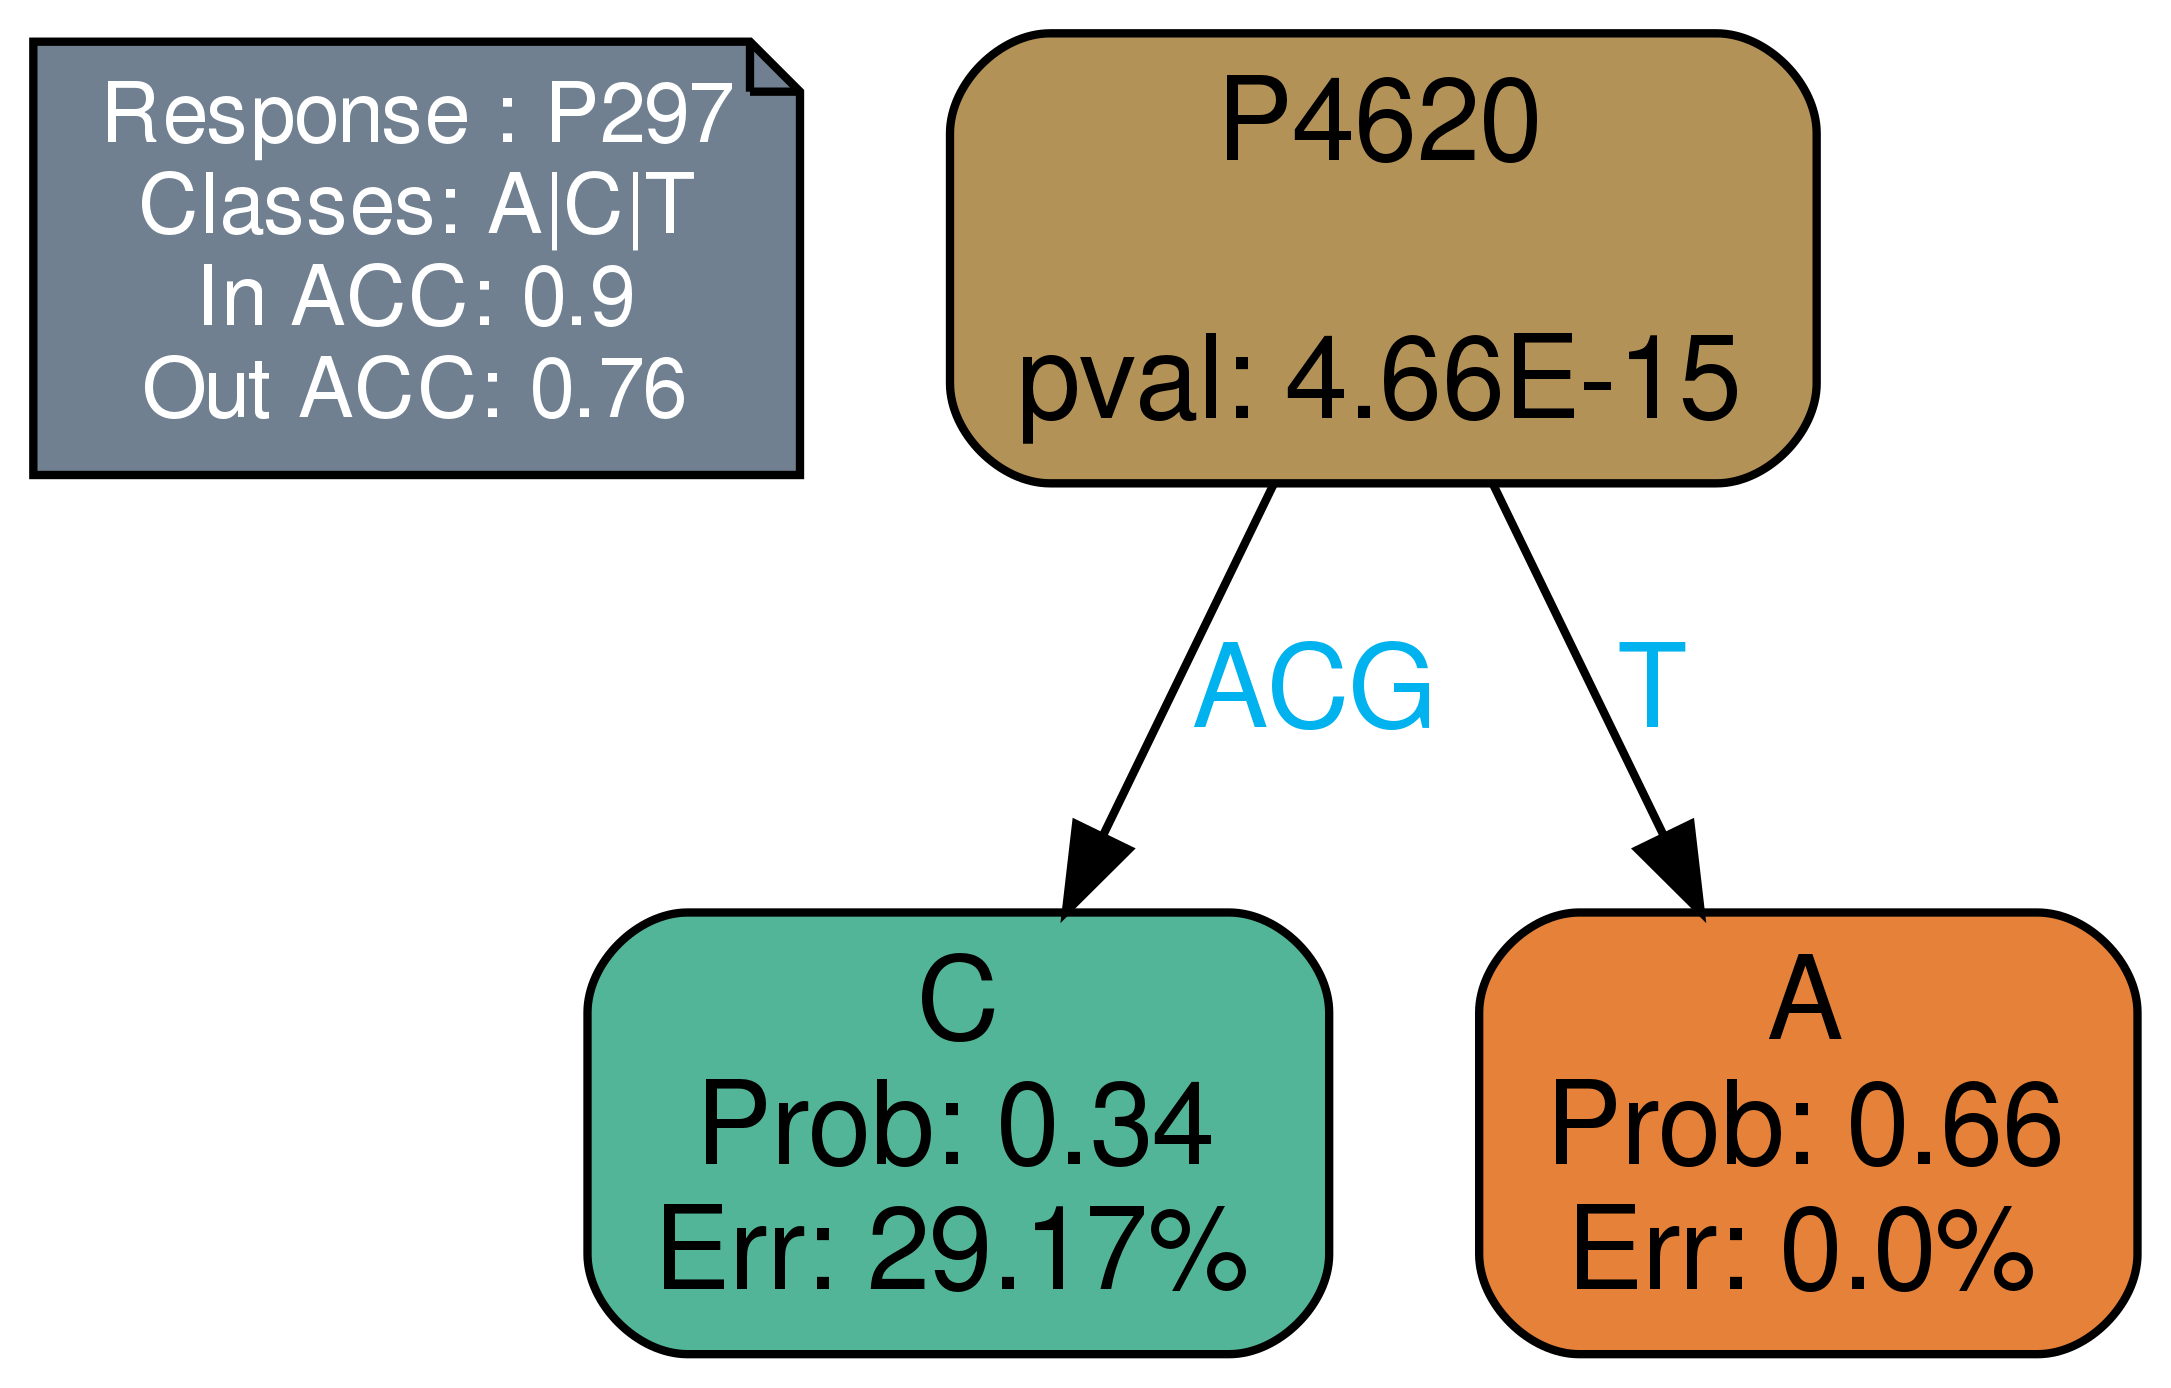 Response : P297
Classes: A|C|T
In ACC: 0.9
Out ACC: 0.76
P4620
pval: 4.66E-15
ACG
T
C
Prob: 0.34
Err: 29.17%
A
Prob: 0.66
Err: 0.0%